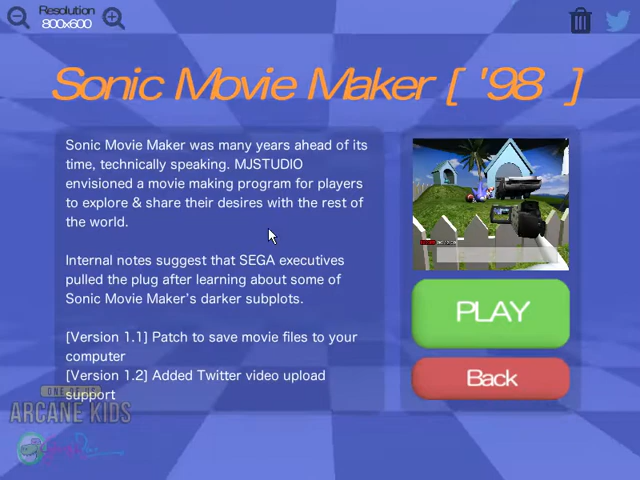 Resolution
800x600
Sonic Movie Maker [ '98 ]
Sonic Movie Maker was many years ahead of its
time, technically speaking. MJSTUDIO
envisioned a movie making program for players
to explore & share their desires with the rest of
the world.
Internal notes suggest that SEGA executives
pulled the plug after learning about some of
Sonic Movie Maker's darker subplots.
[Version 1.1] Patch to save movie files to your
computer
[Version 1.2] Added Twitter video upload
support
PLAY
Back
ONE OF US
ARCANE KIDS